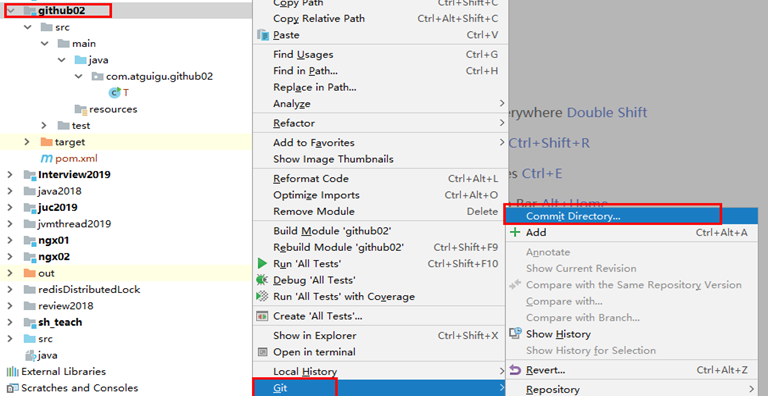 github02
src
main
java
com.atguigu.github02
T
resources
test
target
pom.xml
Interview2019
java2018
juc2019
jvmthread2019
ngx01
ngx02
out
redisDistributedLock
review2018
sh_teach
src
java
External Libraries
Scratches and Consoles
Copy Path Ctrl+Shift+C
Copy Relative Path Ctrl+Alt+Shift+C
Paste Ctrl+V
Find Usages Ctrl+G
Find in Path... Ctrl+H
Replace in Path...
Analyze
Refactor
Add to Favorites
Show Image Thumbnails
Reformat Code Ctrl+Alt+L
Optimize Imports Ctrl+Alt+O
Remove Module Delete
Build Module 'github02'
Rebuild Module 'github02' Ctrl+Shift+F9
Run 'All Tests' Ctrl+Shift+F10
Debug 'All Tests'
Run 'All Tests' with Coverage
Create 'All Tests'...
Show in Explorer Ctrl+Shift+X
Open in terminal
Local History
Git
everywhere Double Shift
Ctrl+Shift+R
es Ctrl+E
Bar Alt+Home
Commit Directory...
Add Ctrl+Alt+A
Annotate
Show Current Revision
Compare with the Same Repository Version
Compare with...
Compare with Branch...
Show History
Show History for Selection
Revert... Ctrl+Alt+Z
Repository